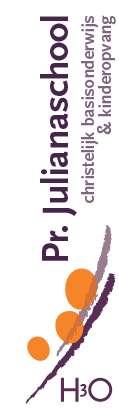 Pr. Julianaschool
christelijk basisonderwijs
& kinderopvang
H3O